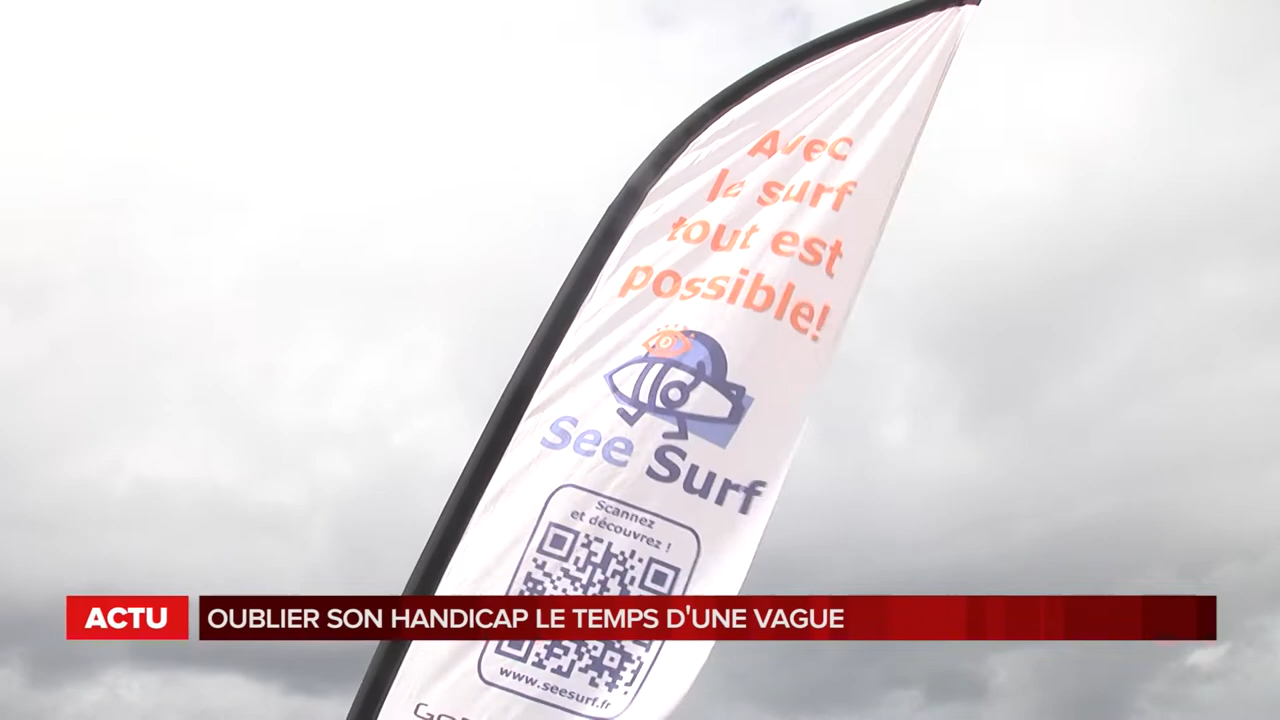 Avec
le surf
tout est
possible!
See Surf
Scannez
et découvrez !
ACTU
OUBLIER SON HANDICAP LE TEMPS D'UNE VAGUE
www.seesurf.fr